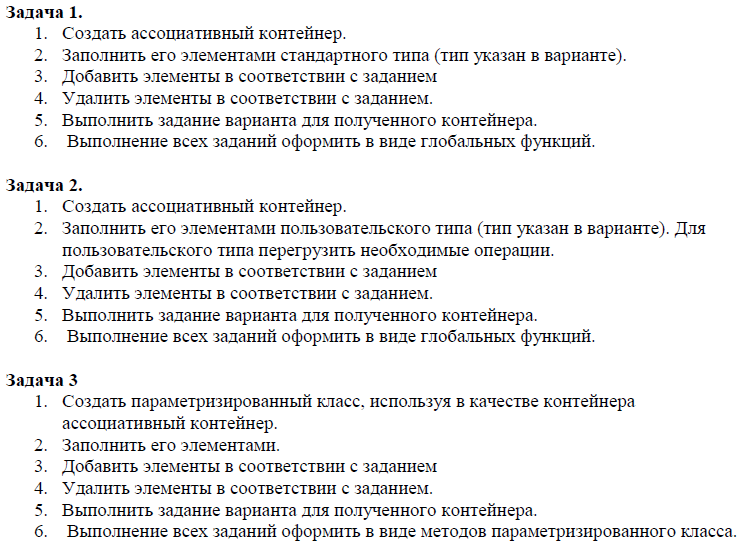 Задача 1.
1. Создать ассоциативный контейнер.
2. Заполнить его элементами стандартного типа (тип указан в варианте).
3. Добавить элементы в соответствии с заданием
4. Удалить элементы в соответствии с заданием.
5. Выполнить задание варианта для полученного контейнера.
6. Выполнение всех заданий оформить в виде глобальных функций.
Задача 2.
1. Создать ассоциативный контейнер.
2. Заполнить его элементами пользовательского типа (тип указан в варианте). Для
пользовательского типа перегрузить необходимые операции.
3. Добавить элементы в соответствии с заданием
4. Удалить элементы в соответствии с заданием.
5. Выполнить задание варианта для полученного контейнера.
6. Выполнение всех заданий оформить в виде глобальных функций.
Задача 3
1. Создать параметризированный класс, используя в качестве контейнера
ассоциативный контейнер.
2. Заполнить его элементами.
3. Добавить элементы в соответствии с заданием
4. Удалить элементы в соответствии с заданием.
5. Выполнить задание варианта для полученного контейнера.
6. Выполнение всех заданий оформить в виде методов параметризированного класса.